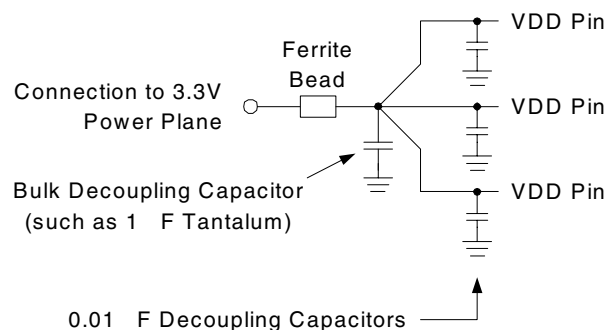 VDD Pin
Ferrite
Bead
Connection to 3.3V
Power Plane
VDD Pin
Bulk Decoupling Capacitor
(such as 1 F Tantalum)
VDD Pin
0.01 F Decoupling Capacitors